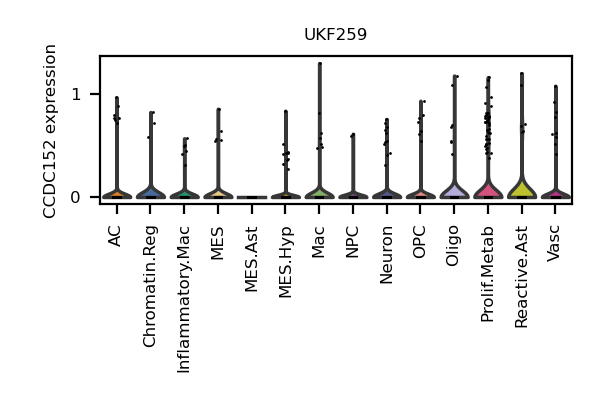 UKF259
CCDC152 expression
1
0
AC
Chromatin.Reg
Inflammatory.Mac
MES
MES.Ast
MES.Hyp
Mac
NPC
Neuron
OPC
Oligo
Prolif.Metab
Reactive.Ast
Vasc